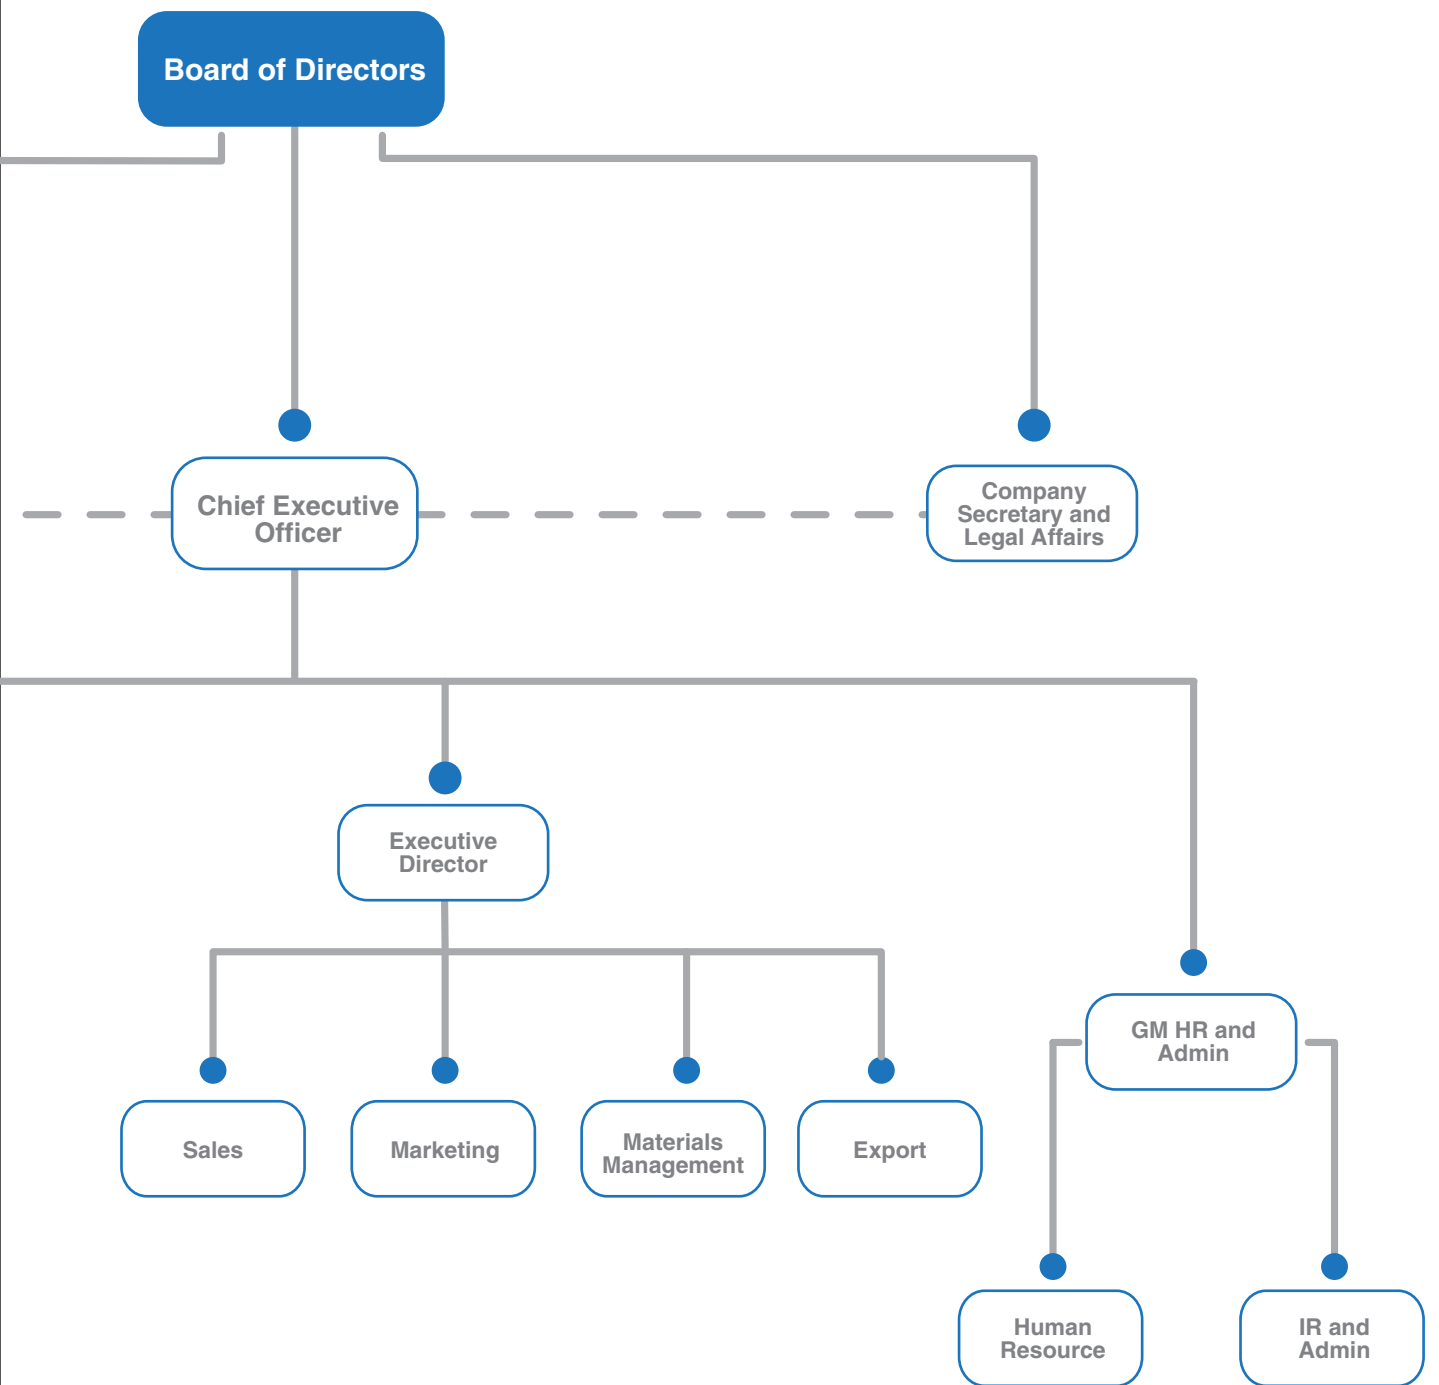 Board of Directors
Chief Executive
Officer
Company
Secretary and
Legal Affairs
Executive
Director
GM HR and
Admin
Sales
Marketing
Materials
Management
Export
Human
Resource
IR and
Admin